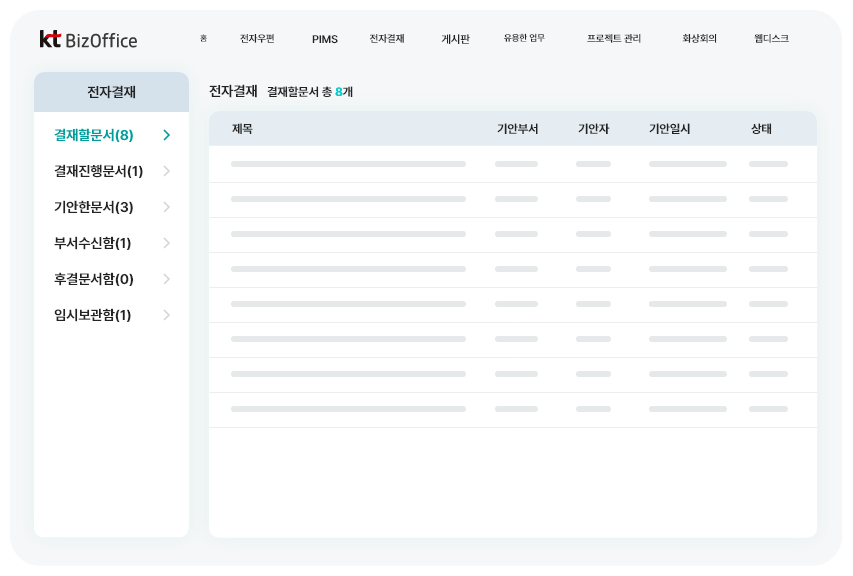 kt BizOffice
홈 전자우편 PIMS 전자결재 게시판 유용한 업무 프로젝트 관리 화상회의 웹디스크
전자결재
결재할문서(8)
결재진행문서(1)
기안한문서(3)
부서수신함(1)
후결문서함(0)
임시보관함(1)
전자결재 결재할문서 총 8개
제목 기안부서 기안자 기안일시 상태